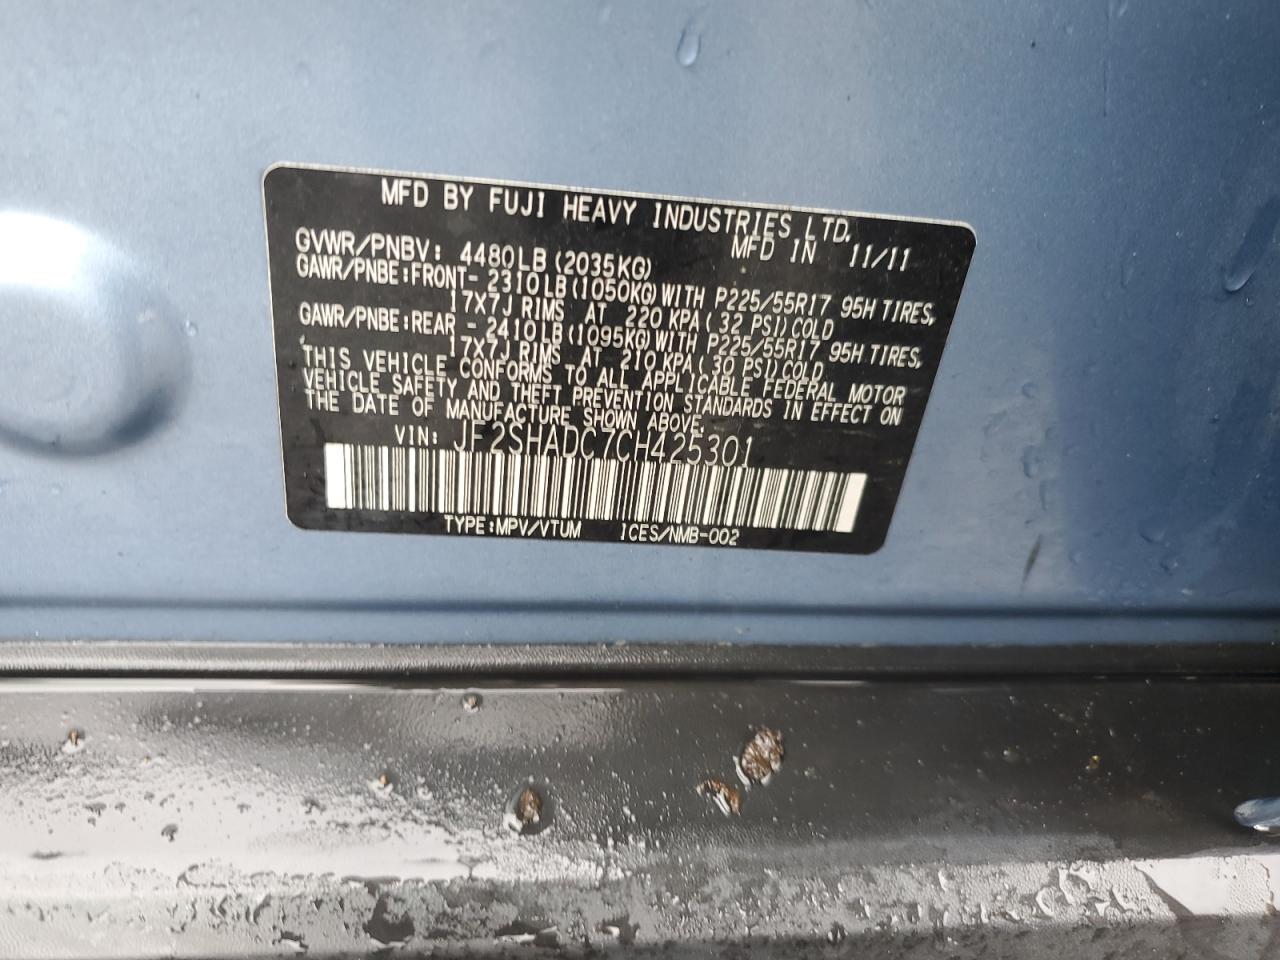 MFD BY FUJI HEAVY INDUSTRIES LTD.
MFD IN 11/11
GVWR/PNBV: 4480LB(2035KG)
GAWR/PNBE:FRONT- 2310LB(1050KG)WITH P225/55R17 95H TIRES,
17X7J RIMS AT 220 KPA(32 PSI)COLD
GAWR/PNBE:REAR - 2410LB(1095KG)WITH P225/55R17 95H TIRES,
17X7J RIMS AT 210 KPA(30 PSI)COLD
THIS VEHICLE CONFORMS TO ALL APPLICABLE FEDERAL MOTOR
VEHICLE SAFETY AND THEFT PREVENTION STANDARDS IN EFFECT ON
THE DATE OF MANUFACTURE SHOWN ABOVE.
VIN: JF2SHADC7CH425301
TYPE:MPV/VTUM ICES/NMB-002